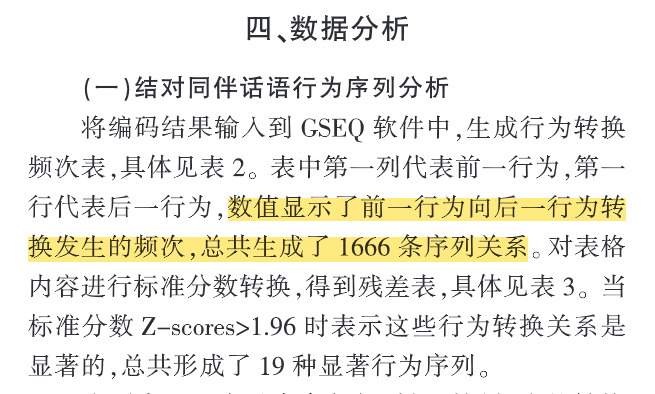 四、数据分析
(一)结对同伴话语行为序列分析
将编码结果输入到 GSEQ 软件中,生成行为转换
频次表,具体见表 2。表中第一列代表前一行为,第一
行代表后一行为,数值显示了前一行为向后一行为转
换发生的频次,总共生成了 1666 条序列关系。对表格
内容进行标准分数转换,得到残差表,具体见表 3。当
标准分数 Z-scores>1.96 时表示这些行为转换关系是
显著的,总共形成了 19 种显著行为序列。